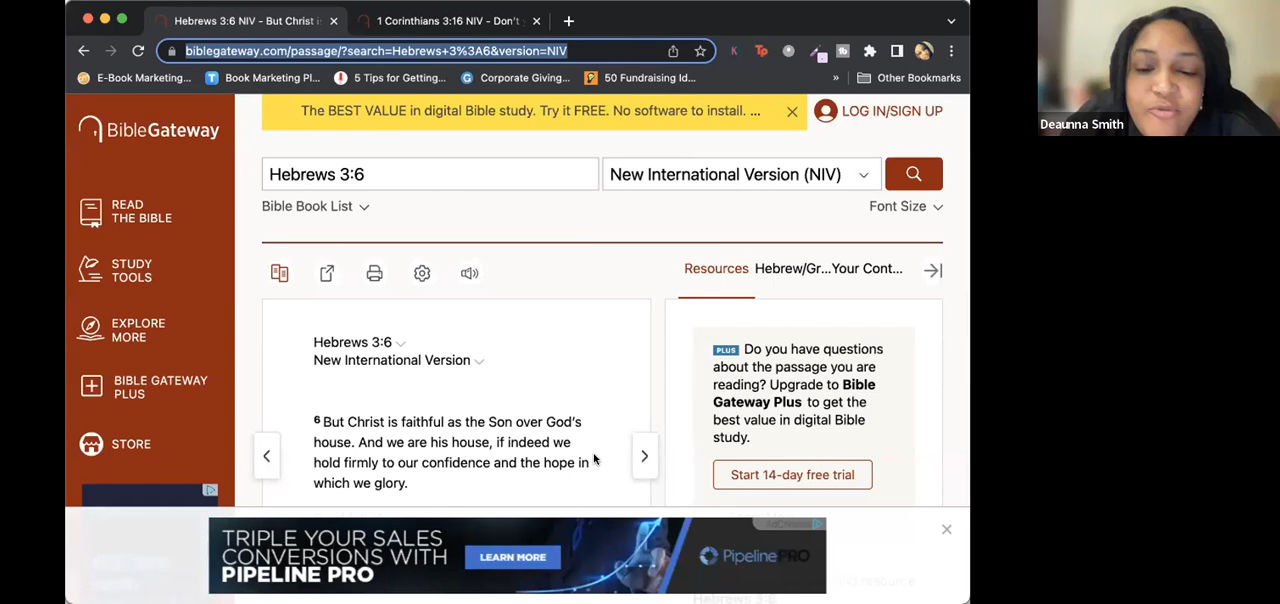 Hebrews 3:6 NIV - But Christ i
1 Corinthians 3:16 NIV - Don't
biblegateway.com/passage/?search=Hebrews+3%3A6&version=NIV
E-Book Marketing...
Book Marketing Pl...
5 Tips for Getting...
Corporate Giving...
50 Fundraising Id...
»
Other Bookmarks
Deaunna Smith
BibleGateway
The BEST VALUE in digital Bible study. Try it FREE. No software to install. ...
LOG IN/SIGN UP
Hebrews 3:6
New International Version (NIV)
Bible Book List
Font Size
READ
THE BIBLE
STUDY
TOOLS
EXPLORE
MORE
BIBLE GATEWAY
PLUS
STORE
Resources
Hebrew/Gr...
Your Cont...
Hebrews 3:6
New International Version
6 But Christ is faithful as the Son over God's
house. And we are his house, if indeed we
hold firmly to our confidence and the hope in
which we glory.
PLUS Do you have questions
about the passage you are
reading? Upgrade to Bible
Gateway Plus to get the
best value in digital Bible
study.
Start 14-day free trial
TRIPLE YOUR SALES
CONVERSIONS WITH
PIPELINE PRO
LEARN MORE
PipelinePRO
Hebrews 3:6